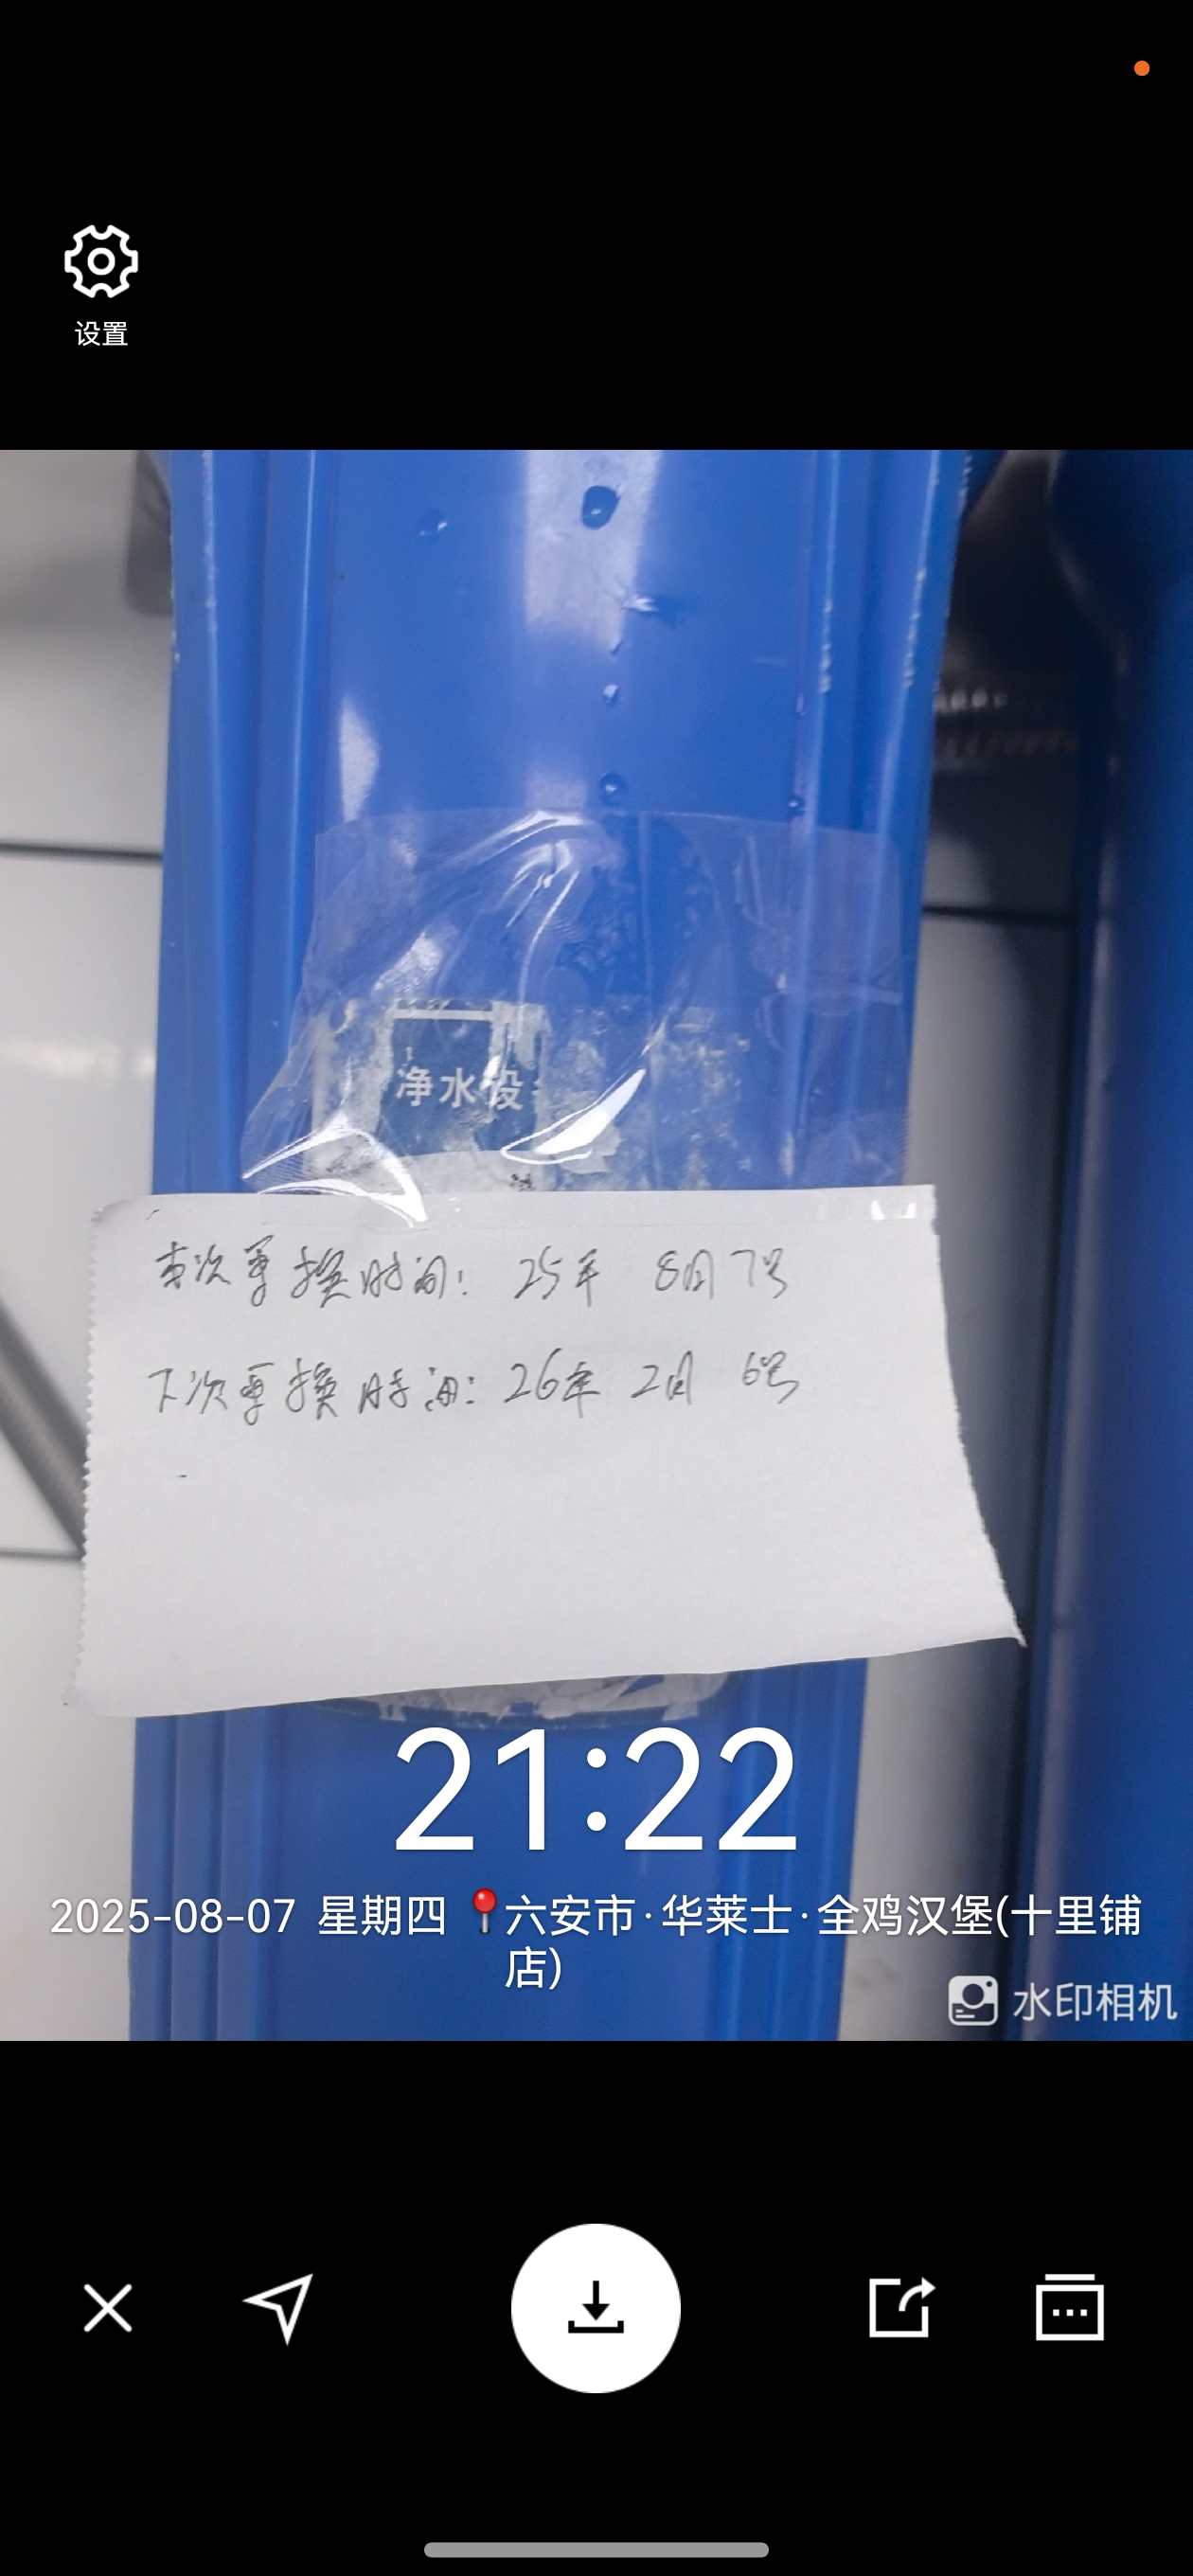 设置
净水设
本次更换时间: 25年 8月7号
下次更换时间: 26年 2月 6号
21:22
2025-08-07 星期四 📍六安市·华莱士·全鸡汉堡(十里铺
店)
水印相机